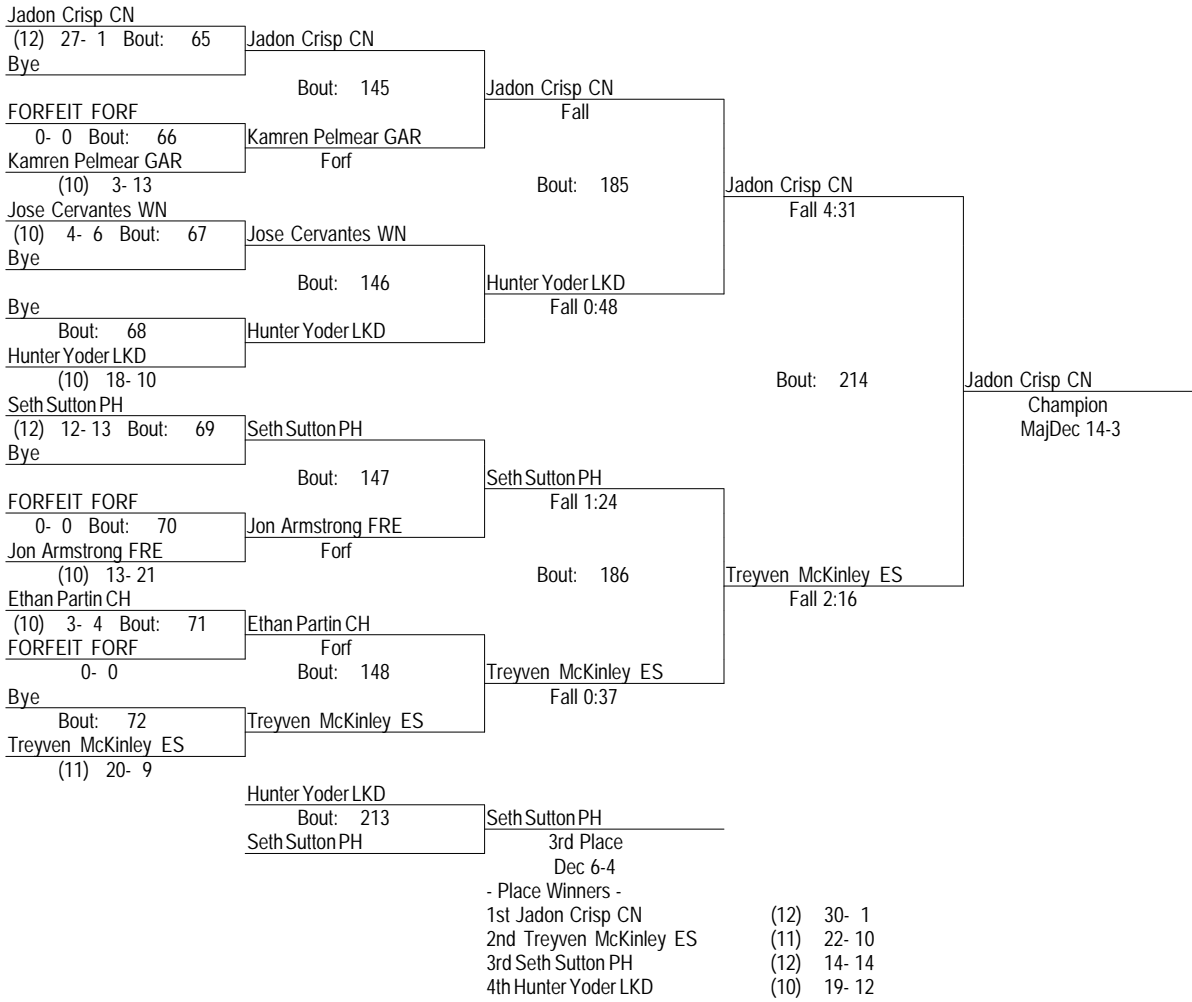 Jadon Crisp CN
(12) 27- 1 Bout: 65 Jadon Crisp CN
Bye
Bout: 145 Jadon Crisp CN
FORFEIT FORF Fall
0- 0 Bout: 66 Kamren Pelmear GAR
Kamren Pelmear GAR Forf
(10) 3- 13 Bout: 185 Jadon Crisp CN
Jose Cervantes WN Fall 4:31
(10) 4- 6 Bout: 67 Jose Cervantes WN
Bye
Bout: 146 Hunter Yoder LKD
Bye Fall 0:48
Bout: 68 Hunter Yoder LKD
Hunter Yoder LKD
(10) 18- 10 Bout: 214 Jadon Crisp CN
Seth Sutton PH Champion
(12) 12- 13 Bout: 69 Seth Sutton PH MajDec 14-3
Bye
Bout: 147 Seth Sutton PH
FORFEIT FORF Fall 1:24
0- 0 Bout: 70 Jon Armstrong FRE
Jon Armstrong FRE Forf
(10) 13- 21 Bout: 186 Treyven McKinley ES
Ethan Partin CH Fall 2:16
(10) 3- 4 Bout: 71 Ethan Partin CH
FORFEIT FORF Forf
0- 0 Bout: 148 Treyven McKinley ES
Bye Fall 0:37
Bout: 72 Treyven McKinley ES
Treyven McKinley ES
(11) 20- 9
Hunter Yoder LKD
Bout: 213 Seth Sutton PH
Seth Sutton PH 3rd Place
Dec 6-4
- Place Winners -
1st Jadon Crisp CN (12) 30- 1
2nd Treyven McKinley ES (11) 22- 10
3rd Seth Sutton PH (12) 14- 14
4th Hunter Yoder LKD (10) 19- 12